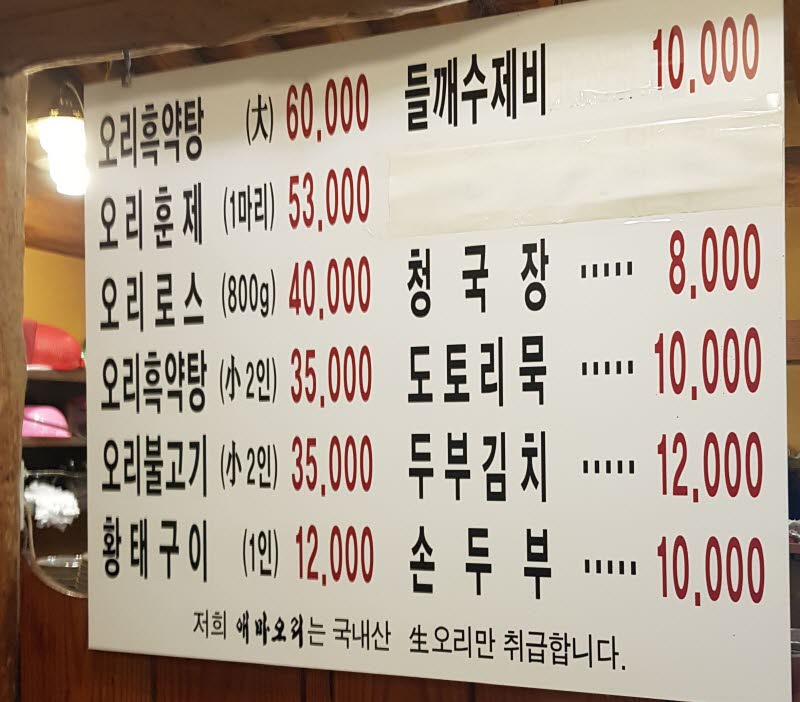 오리흑약탕 (大) 60,000
오리훈제 (1마리) 53,000
오리로스 (800g) 40,000
오리흑약탕 (小 2인) 35,000
오리불고기 (小 2인) 35,000
황태구이 (1인) 12,000
들깨수제비 10,000
청국장 ····· 8,000
도토리묵 ····· 10,000
두부김치 ····· 12,000
손두부 ····· 10,000
저희 애마오리는 국내산 生오리만 취급합니다.